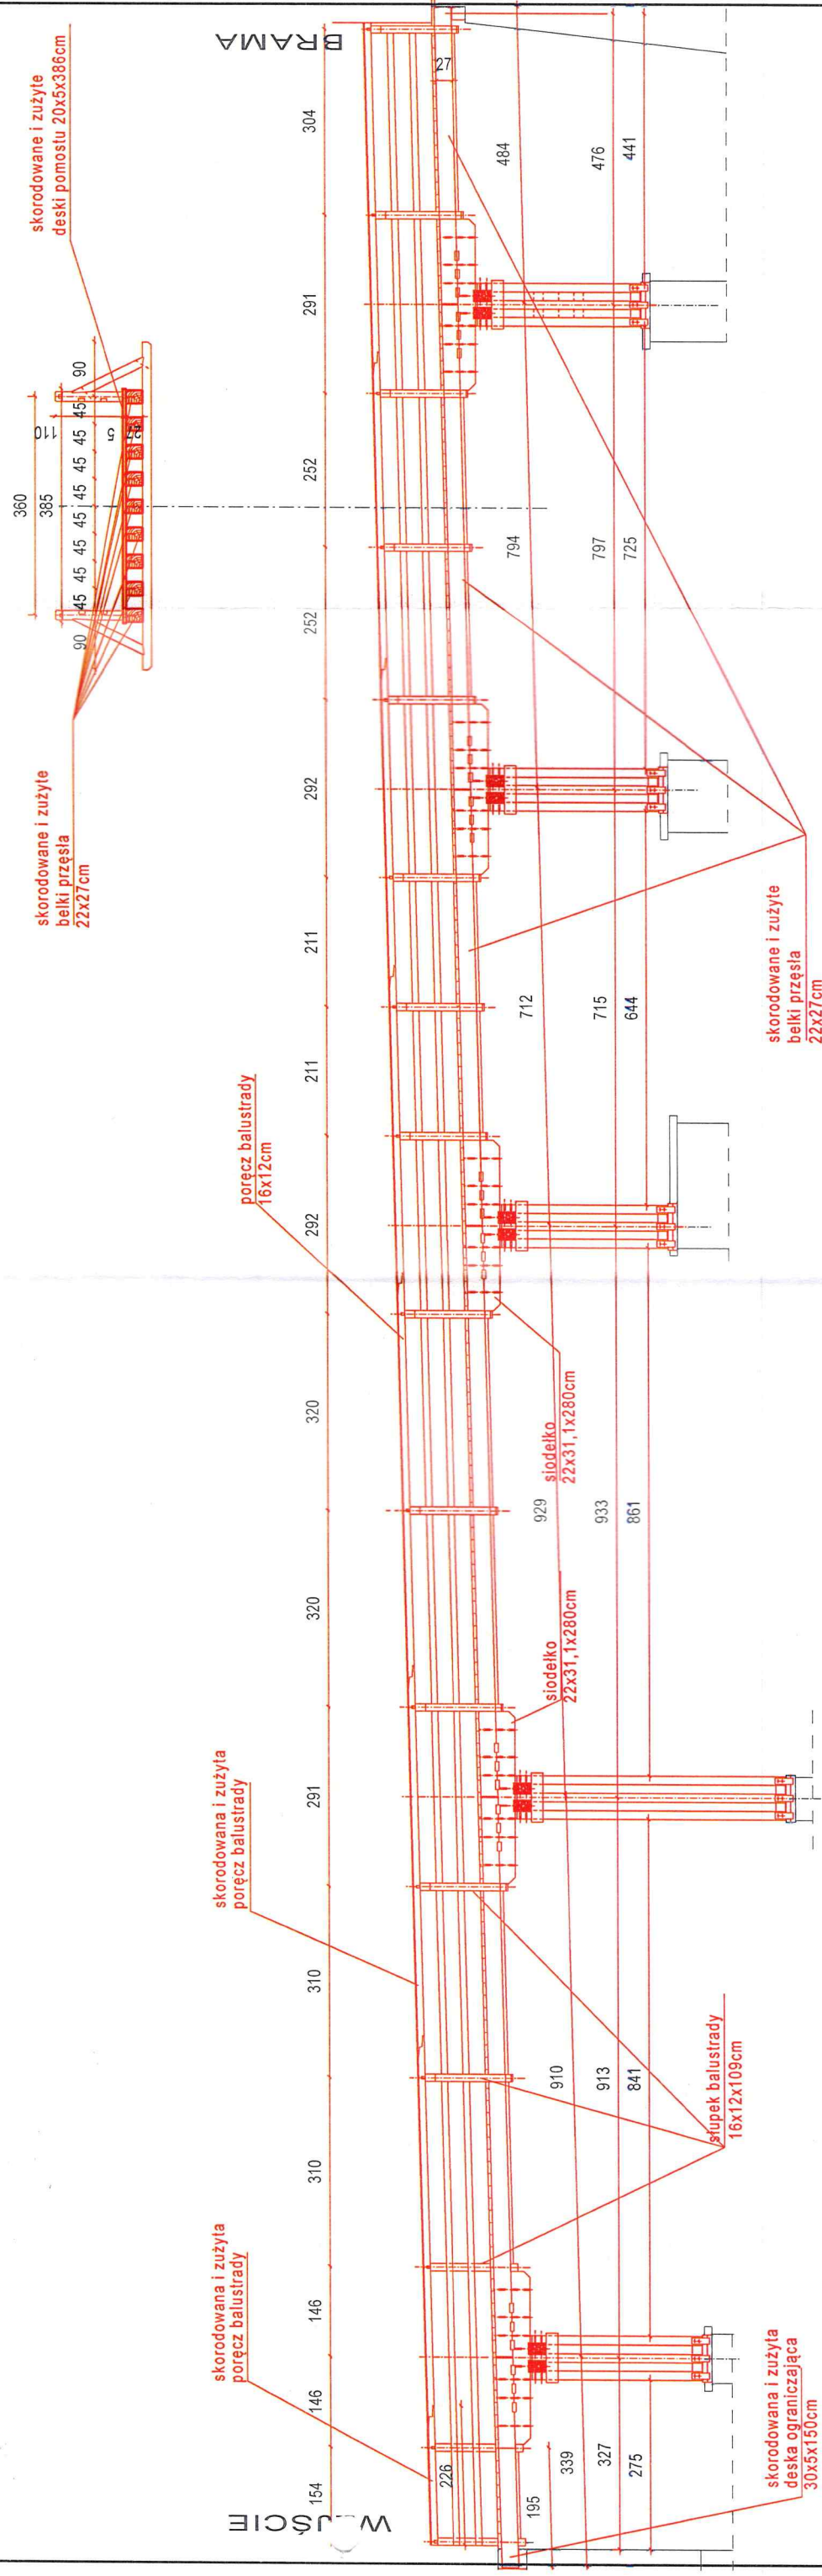 BRAMA
skorodowane i zużyte
deski pomostu 20x5x386cm
360
385
110
5
27
90
45
45
45
45
45
45
45
45
90
skorodowane i zużyte
belki przęsła
22x27cm
304
291
252
252
292
211
211
292
320
320
291
310
310
146
146
154
27
484
476
441
794
797
725
712
715
644
929
933
861
910
913
841
339
327
275
195
226
poręcz balustrady
16x12cm
skorodowane i zużyte
belki przęsła
22x27cm
siodełko
22x31,1x280cm
siodełko
22x31,1x280cm
skorodowana i zużyta
poręcz balustrady
skorodowana i zużyta
poręcz balustrady
słupek balustrady
16x12x109cm
skorodowana i zużyta
deska ograniczająca
30x5x150cm